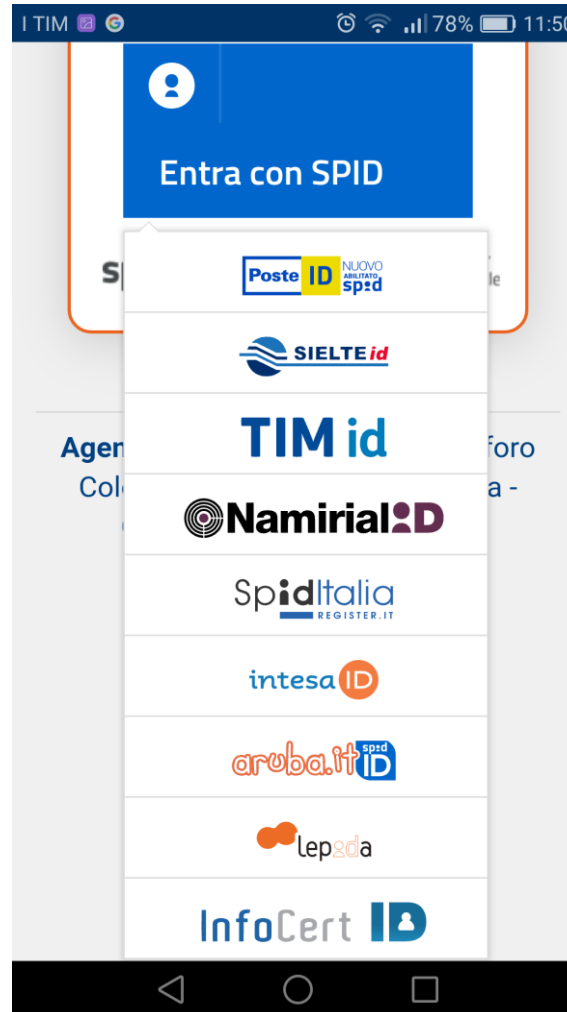 I TIM 78% 11:50
Entra con SPID
Poste ID NUOVO
ABILITATO
sp:d
SIELTE id
TIM id
Agen foro
Col a -
Namirial ID
SpidItalia
REGISTER.IT
intesa ID
aruba.it spid
ID
lepida
InfoCert ID